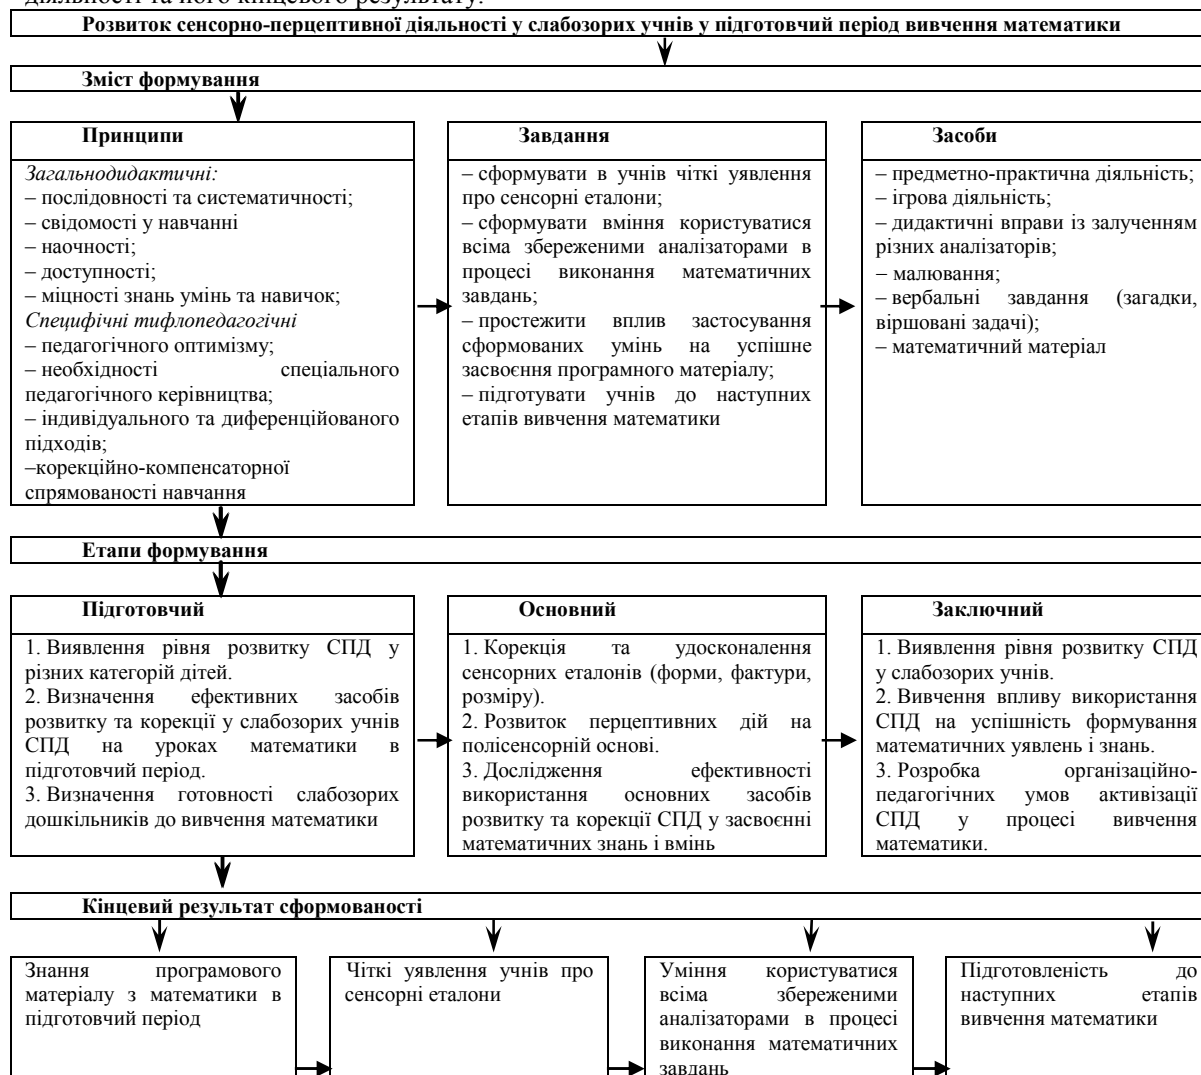 діяльності та його кінцевого результату.
Розвиток сенсорно-перцептивної діяльності у слабозорих учнів у підготовчий період вивчення математики
Зміст формування
Принципи
Загальнодидактичні:
– послідовності та систематичності;
– свідомості у навчанні
– наочності;
– доступності;
– міцності знань умінь та навичок;
Специфічні тифлопедагогічні
– педагогічного оптимізму;
– необхідності спеціального
педагогічного керівництва;
– індивідуального та диференційованого
підходів;
–корекційно-компенсаторної
спрямованості навчання
Завдання
– сформувати в учнів чіткі уявлення
про сенсорні еталони;
– сформувати вміння користуватися
всіма збереженими аналізаторами в
процесі виконання математичних
завдань;
– простежити вплив застосування
сформованих умінь на успішне
засвоєння програмного матеріалу;
– підготувати учнів до наступних
етапів вивчення математики
Засоби
– предметно-практична діяльність;
– ігрова діяльність;
– дидактичні вправи із залученням
різних аналізаторів;
– малювання;
– вербальні завдання (загадки,
віршовані задачі);
– математичний матеріал
Етапи формування
Підготовчий
1. Виявлення рівня розвитку СПД у
різних категорій дітей.
2. Визначення ефективних засобів
розвитку та корекції у слабозорих учнів
СПД на уроках математики в
підготовчий період.
3. Визначення готовності слабозорих
дошкільників до вивчення математики
Основний
1. Корекція та удосконалення
сенсорних еталонів (форми, фактури,
розміру).
2. Розвиток перцептивних дій на
полісенсорній основі.
3. Дослідження ефективності
використання основних засобів
розвитку та корекції СПД у засвоєнні
математичних знань і вмінь
Заключний
1. Виявлення рівня розвитку СПД
у слабозорих учнів.
2. Вивчення впливу використання
СПД на успішність формування
математичних уявлень і знань.
3. Розробка організаційно-
педагогічних умов активізації
СПД у процесі вивчення
математики.
Кінцевий результат сформованості
Знання програмового
матеріалу з математики в
підготовчий період
Чіткі уявлення учнів про
сенсорні еталони
Уміння користуватися
всіма збереженими
аналізаторами в процесі
виконання математичних
завдань
Підготовленість до
наступних етапів
вивчення математики